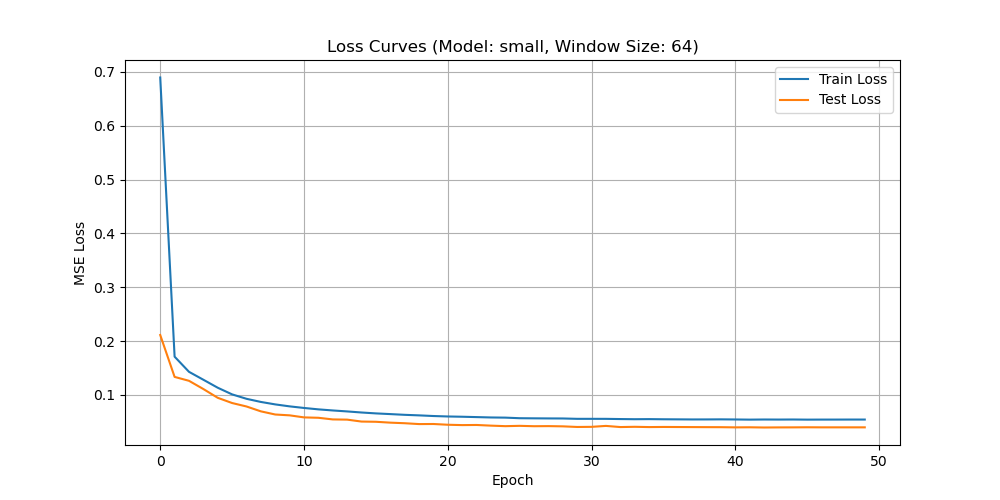 Loss Curves (Model: small, Window Size: 64)
Train Loss
Test Loss
MSE Loss
0.7
0.6
0.5
0.4
0.3
0.2
0.1
0 10 20 30 40 50
Epoch